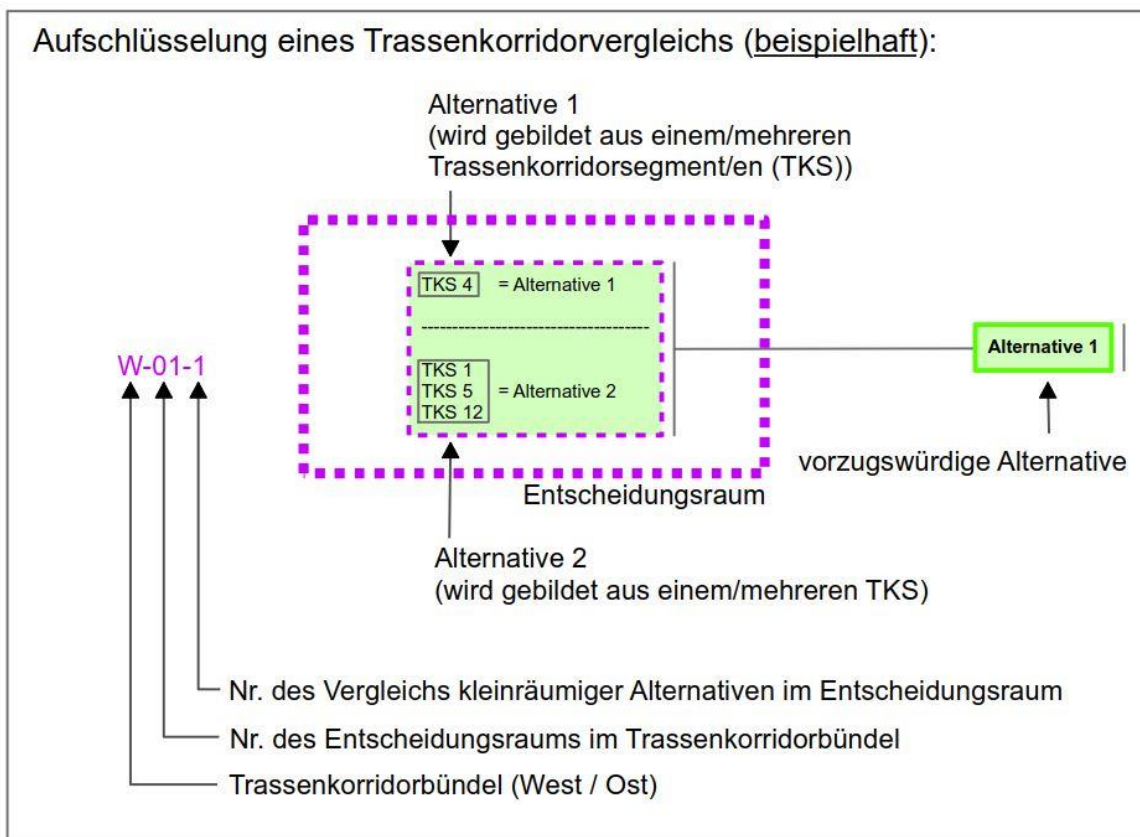 Aufschlüsselung eines Trassenkorridorvergleichs (beispielhaft):
Alternative 1
(wird gebildet aus einem/mehreren
Trassenkorridorsegment/en (TKS))
TKS 4 = Alternative 1
-------------------------------------
TKS 1
TKS 5 = Alternative 2
TKS 12
W-01-1
Alternative 1
vorzugswürdige Alternative
Entscheidungsraum
Alternative 2
(wird gebildet aus einem/mehreren TKS)
Nr. des Vergleichs kleinräumiger Alternativen im Entscheidungsraum
Nr. des Entscheidungsraums im Trassenkorridorbündel
Trassenkorridorbündel (West / Ost)